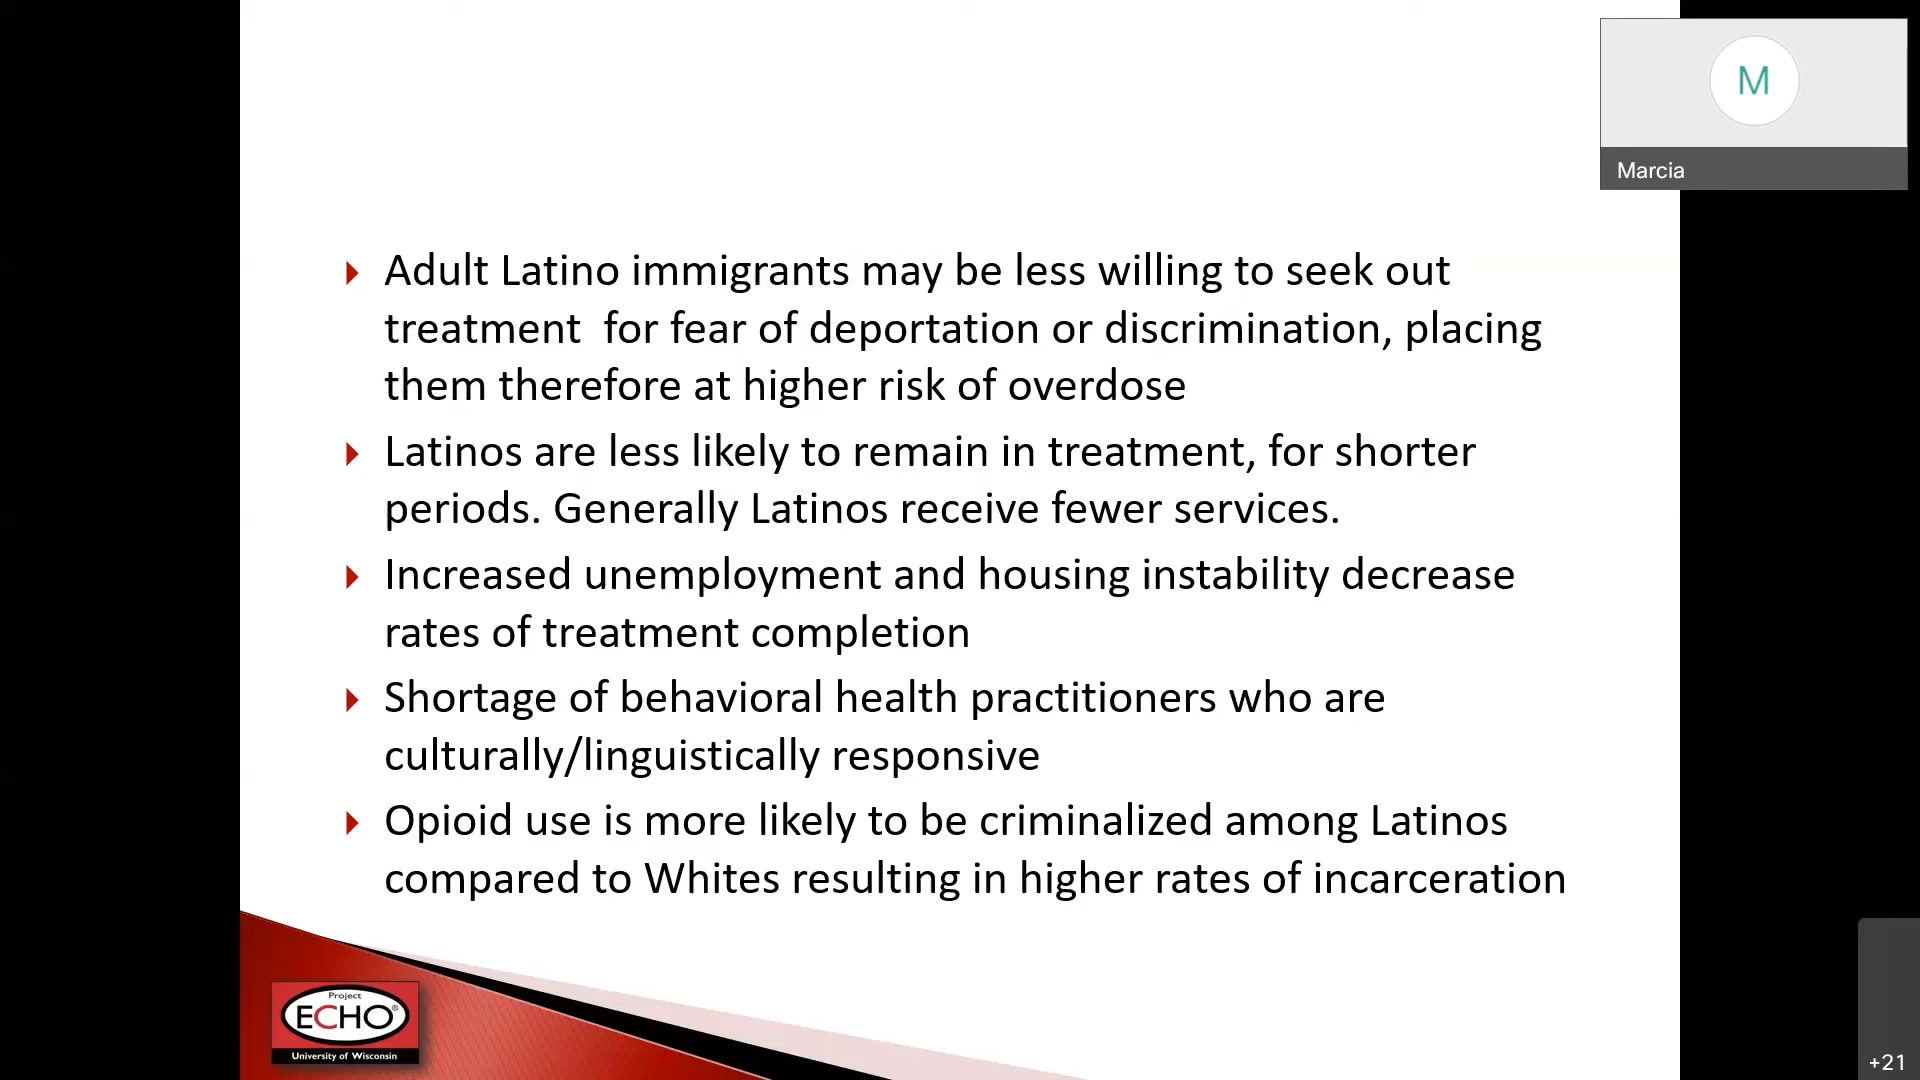 M
Marcia
Adult Latino immigrants may be less willing to seek out
treatment  for fear of deportation or discrimination, placing
them therefore at higher risk of overdose
Latinos are less likely to remain in treatment, for shorter
periods. Generally Latinos receive fewer services.
Increased unemployment and housing instability decrease
rates of treatment completion
Shortage of behavioral health practitioners who are
culturally/linguistically responsive
Opioid use is more likely to be criminalized among Latinos
compared to Whites resulting in higher rates of incarceration
Project
ECHO®
University of Wisconsin
+21